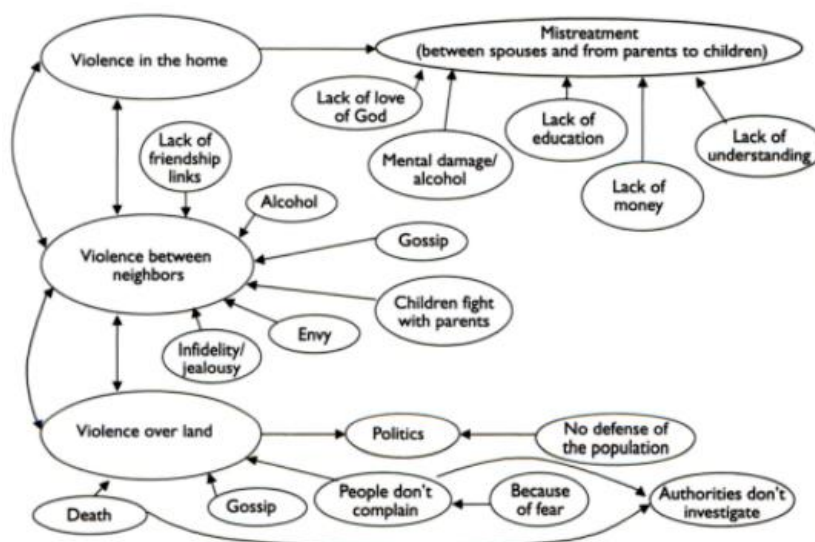 Mistreatment
(between spouses and from parents to children)
Violence in the home
Lack of love
of God
Lack of
education
Lack of
understanding
Mental damage/
alcohol
Lack of
money
Lack of
friendship
links
Alcohol
Gossip
Violence between
neighbors
Children fight
with parents
Envy
Infidelity/
jealousy
Violence over land
Politics
No defense of
the population
People don't
complain
Because
of fear
Authorities don't
investigate
Gossip
Death